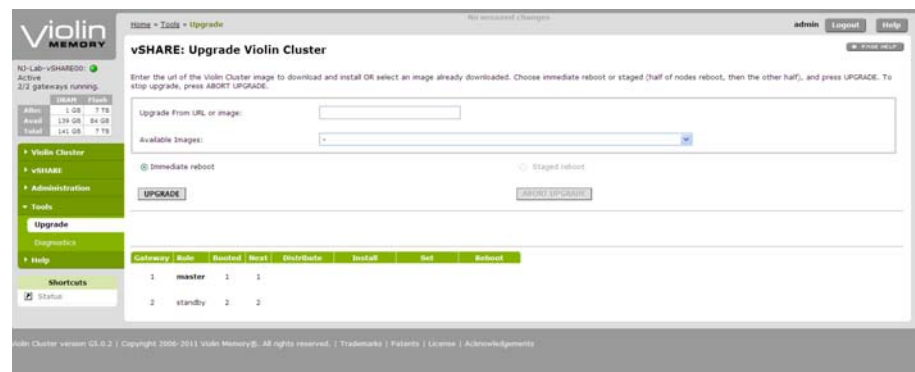 Violin
MEMORY
Home » Tools » Upgrade
No unsaved changes
admin Logout Help
vSHARE: Upgrade Violin Cluster
PAGE HELP
NJ-Lab-vSHARE00:
Active
2/2 gateways running.
DRAM Flash
Alloc 1 GB 7 TB
Avail 139 GB 84 GB
Total 141 GB 7 TB
Enter the url of the Violin Cluster image to download and install OR select an image already downloaded. Choose immediate reboot or staged (half of nodes reboot, then the other half), and press UPGRADE. To
stop upgrade, press ABORT UPGRADE.
Upgrade From URL or image:
Available Images: -
Immediate reboot Staged reboot
UPGRADE ABORT UPGRADE
Violin Cluster
vSHARE
Administration
Tools
Upgrade
Diagnostics
Help
Shortcuts
Status
Gateway Role Booted Next Distribute Install Set Reboot
1 master 1 1
2 standby 2 2
Violin Cluster version G5.0.2 | Copyright 2006-2011 Violin Memory®. All rights reserved. | Trademarks | Patents | License | Acknowledgements